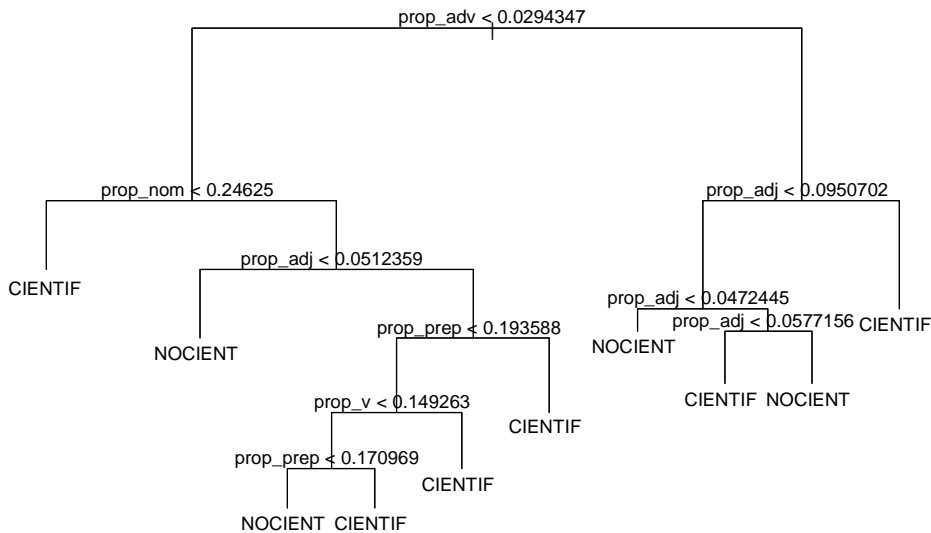 prop_adv < 0.0294347
prop_nom < 0.24625
prop_adj < 0.0950702
CIENTIF
prop_adj < 0.0512359
prop_adj < 0.0472445
CIENTIF
NOCIENT
prop_prep < 0.193588
NOCIENT
prop_adj < 0.0577156
prop_v < 0.149263
CIENTIF
CIENTIF NOCIENT
prop_prep < 0.170969
CIENTIF
NOCIENT CIENTIF